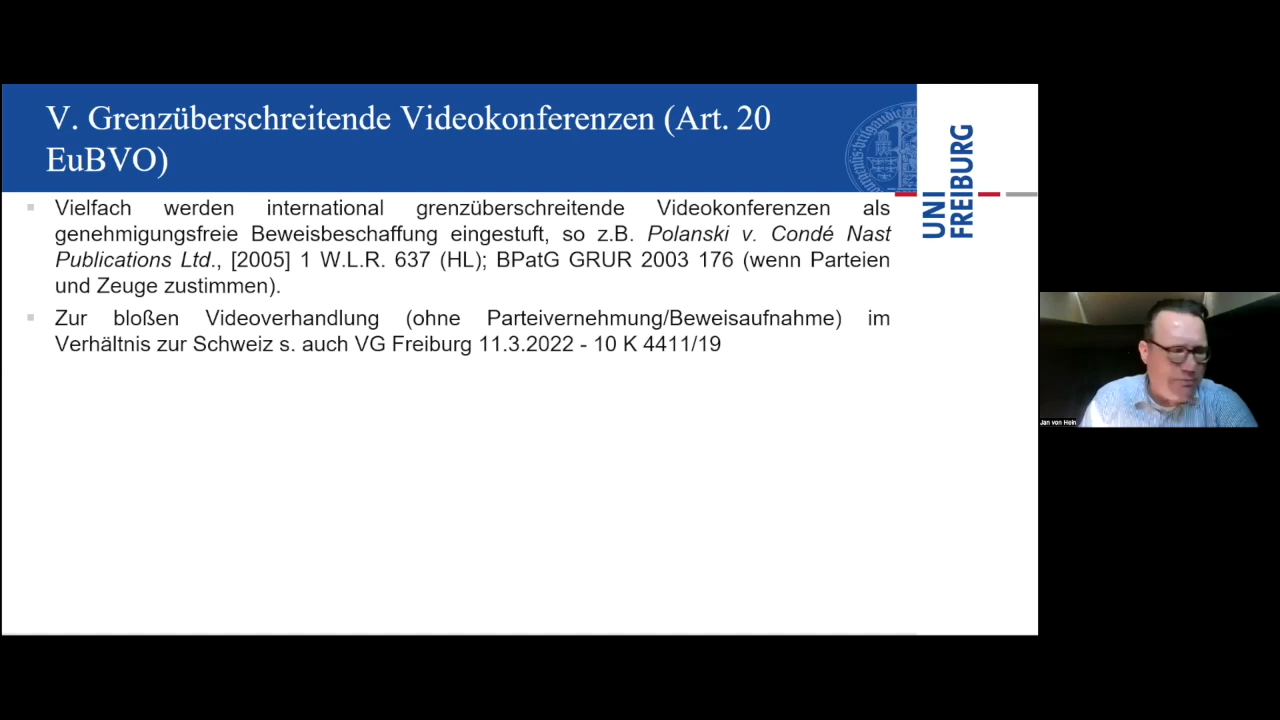 V. Grenzüberschreitende Videokonferenzen (Art. 20
EuBVO)
UNI
FREIBURG
Vielfach werden international grenzüberschreitende Videokonferenzen als
genehmigungsfreie Beweisbeschaffung eingestuft, so z.B. Polanski v. Condé Nast
Publications Ltd., [2005] 1 W.L.R. 637 (HL); BPatG GRUR 2003 176 (wenn Parteien
und Zeuge zustimmen).
Zur bloßen Videoverhandlung (ohne Parteivernehmung/Beweisaufnahme) im
Verhältnis zur Schweiz s. auch VG Freiburg 11.3.2022 - 10 K 4411/19
Jan von Hein